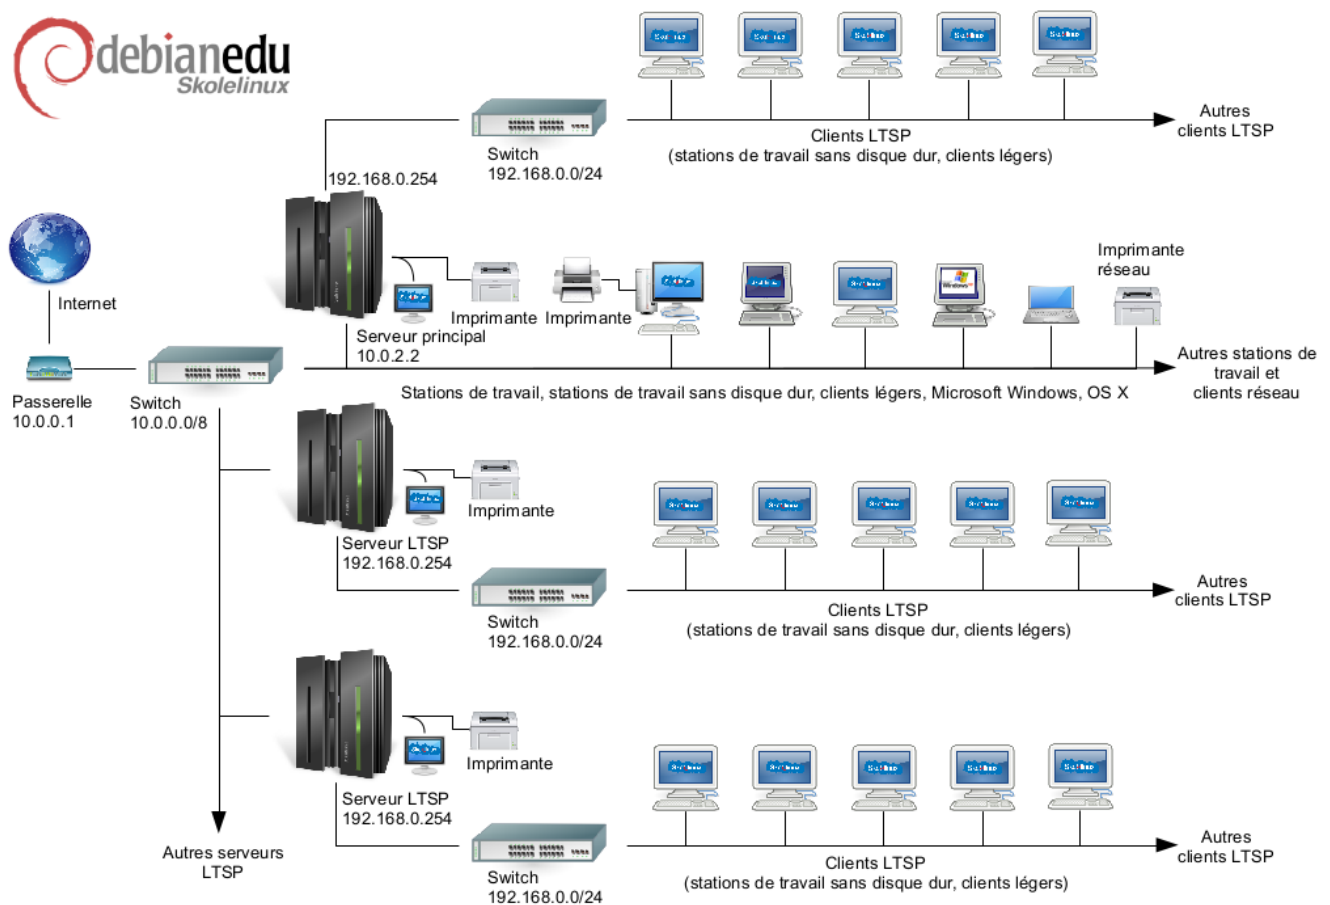 debianedu
Skolelinux
Switch
192.168.0.0/24
Clients LTSP
(stations de travail sans disque dur, clients légers)
Autres
clients LTSP
192.168.0.254
Internet
Imprimante
Imprimante
Imprimante
réseau
Windows
Serveur principal
10.0.2.2
Passerelle
10.0.0.1
Switch
10.0.0.0/8
Stations de travail, stations de travail sans disque dur, clients légers, Microsoft Windows, OS X
Autres stations de
travail et
clients réseau
Imprimante
Serveur LTSP
192.168.0.254
Switch
192.168.0.0/24
Clients LTSP
(stations de travail sans disque dur, clients légers)
Autres
clients LTSP
Imprimante
Serveur LTSP
192.168.0.254
Switch
192.168.0.0/24
Clients LTSP
(stations de travail sans disque dur, clients légers)
Autres
clients LTSP
Autres serveurs
LTSP